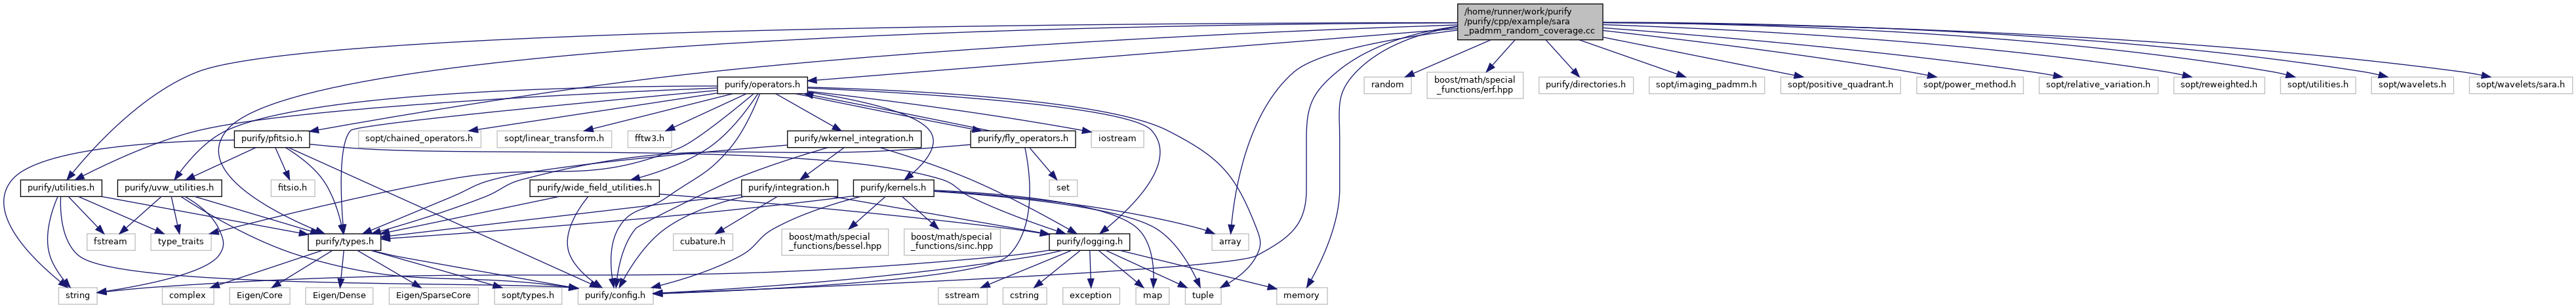 /home/runner/work/purify
/purify/cpp/example/sara
_padmm_random_coverage.cc
purify/operators.h
random
boost/math/special
_functions/erf.hpp
purify/directories.h
sopt/imaging_padmm.h
sopt/positive_quadrant.h
sopt/power_method.h
sopt/relative_variation.h
sopt/reweighted.h
sopt/utilities.h
sopt/wavelets.h
sopt/wavelets/sara.h
purify/pfitsio.h
sopt/chained_operators.h
sopt/linear_transform.h
fftw3.h
purify/wkernel_integration.h
purify/fly_operators.h
iostream
purify/utilities.h
purify/uvw_utilities.h
fitsio.h
purify/wide_field_utilities.h
purify/integration.h
purify/kernels.h
set
fstream
type_traits
purify/types.h
cubature.h
boost/math/special
_functions/bessel.hpp
boost/math/special
_functions/sinc.hpp
purify/logging.h
array
string
complex
Eigen/Core
Eigen/Dense
Eigen/SparseCore
sopt/types.h
purify/config.h
sstream
cstring
exception
map
tuple
memory